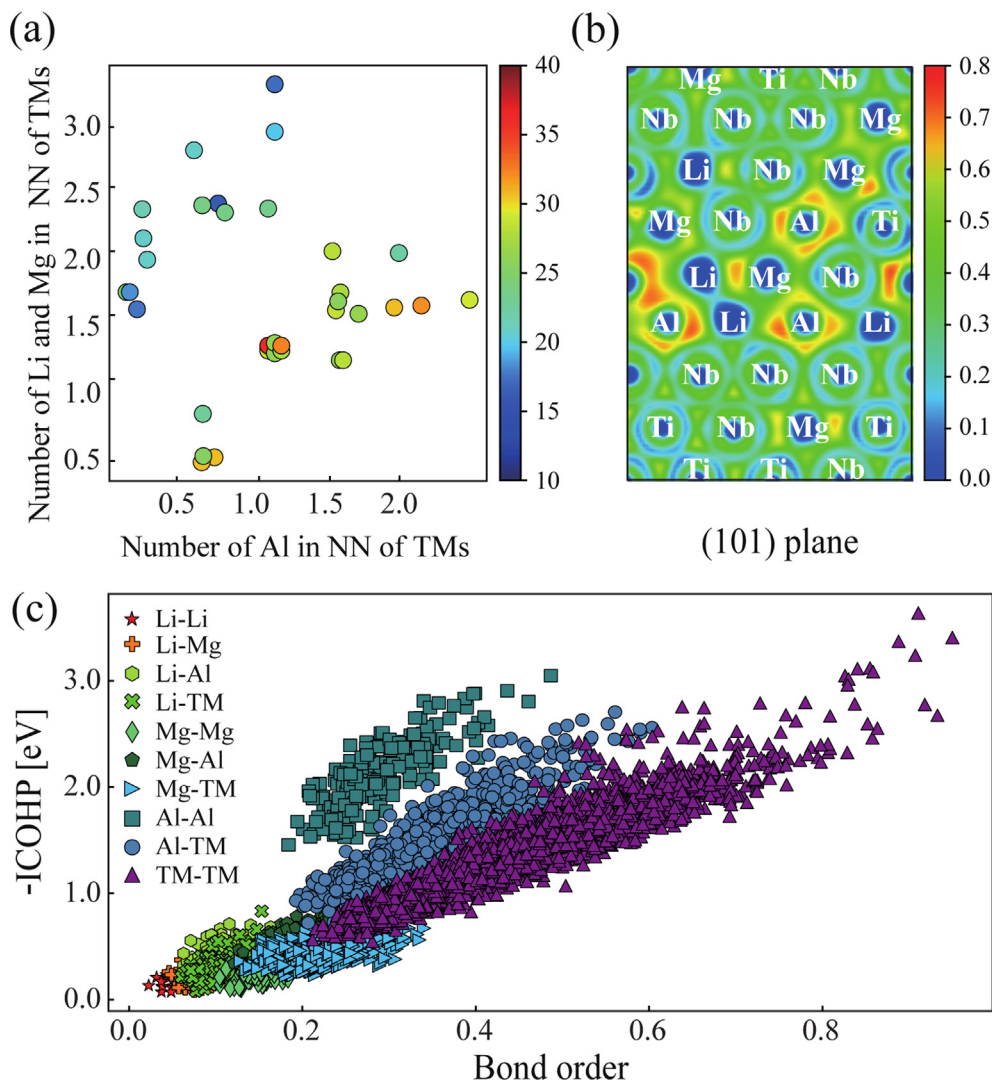 (a)
Number of Li and Mg in NN of TMs
3.0
2.5
2.0
1.5
1.0
0.5
0.5
1.0
1.5
2.0
Number of Al in NN of TMs
40
35
30
25
20
15
10
(b)
Mg Ti Nb
Nb Nb Nb Mg
Li Nb Mg
Mg Nb Al Ti
Li Mg Nb
Al Li Al Li
Nb Nb Nb
Ti Nb Mg Ti
Ti Ti Nb
0.8
0.7
0.6
0.5
0.4
0.3
0.2
0.1
0.0
(101) plane
(c)
Li-Li
Li-Mg
Li-Al
Li-TM
Mg-Mg
Mg-Al
Mg-TM
Al-Al
Al-TM
TM-TM
-ICOHP [eV]
3.0
2.0
1.0
0.0
0.0
0.2
0.4
0.6
0.8
Bond order